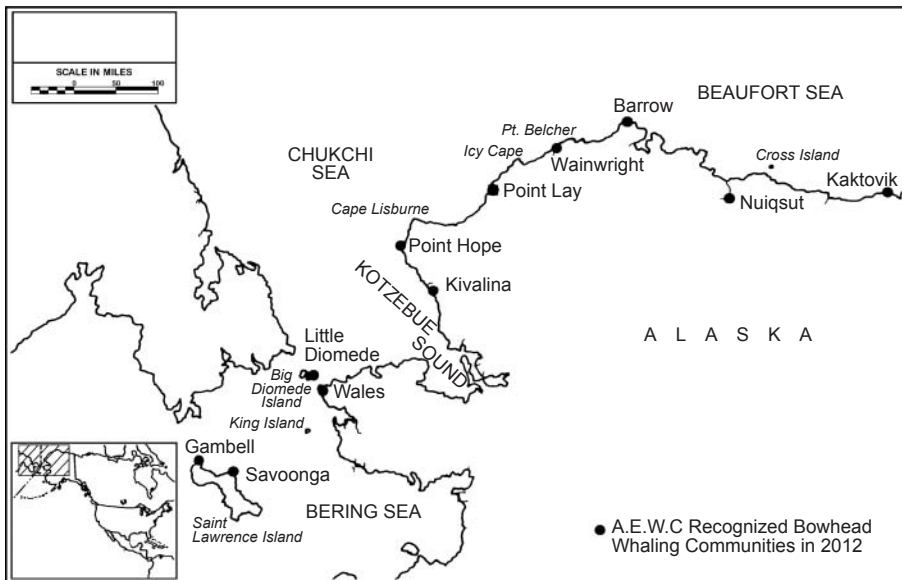 SCALE IN MILES
0 50 100
BEAUFORT SEA
Barrow
Pt. Belcher
Icy Cape
Wainwright
Cross Island
CHUKCHI
SEA
Kaktovik
Point Lay
Nuiqsut
Cape Lisburne
Point Hope
Kivalina
KOTZEBUE
SOUND
ALASKA
Little
Diomede
Big
Diomede
Island
Wales
King Island
Gambell
Savoonga
BERING SEA
Saint
Lawrence Island
A.E.W.C Recognized Bowhead
Whaling Communities in 2012